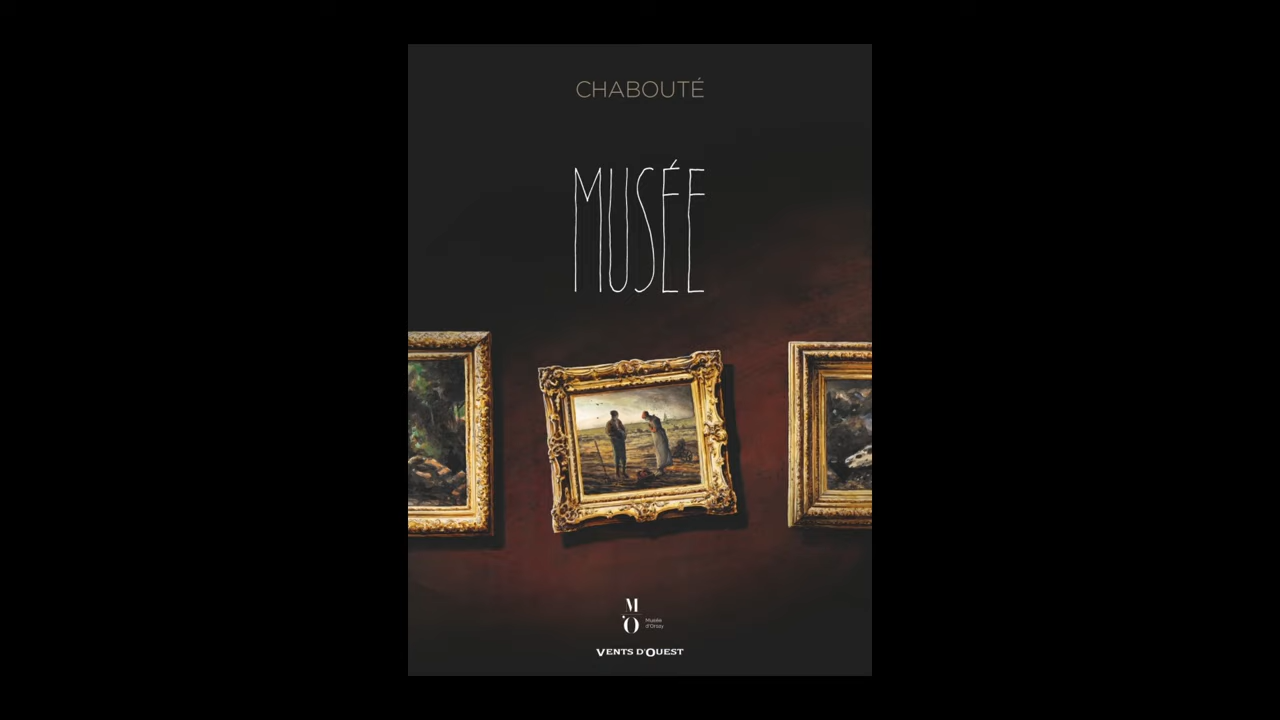 CHABOUTÉ
MUSÉE
M
'O
Musée
d'Orsay
VENTS D'OUEST